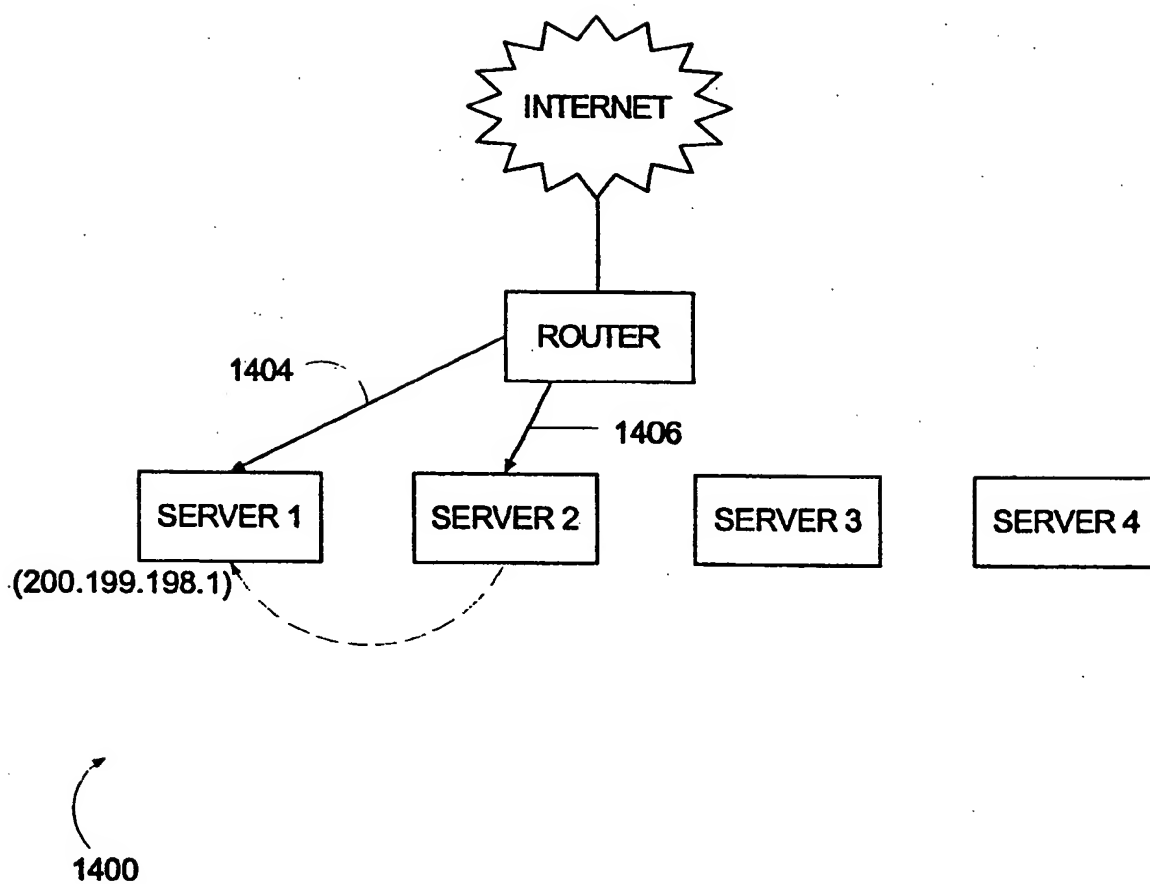 INTERNET
ROUTER
1404
1406
SERVER 1
SERVER 2
SERVER 3
SERVER 4
(200.199.198.1)
1400